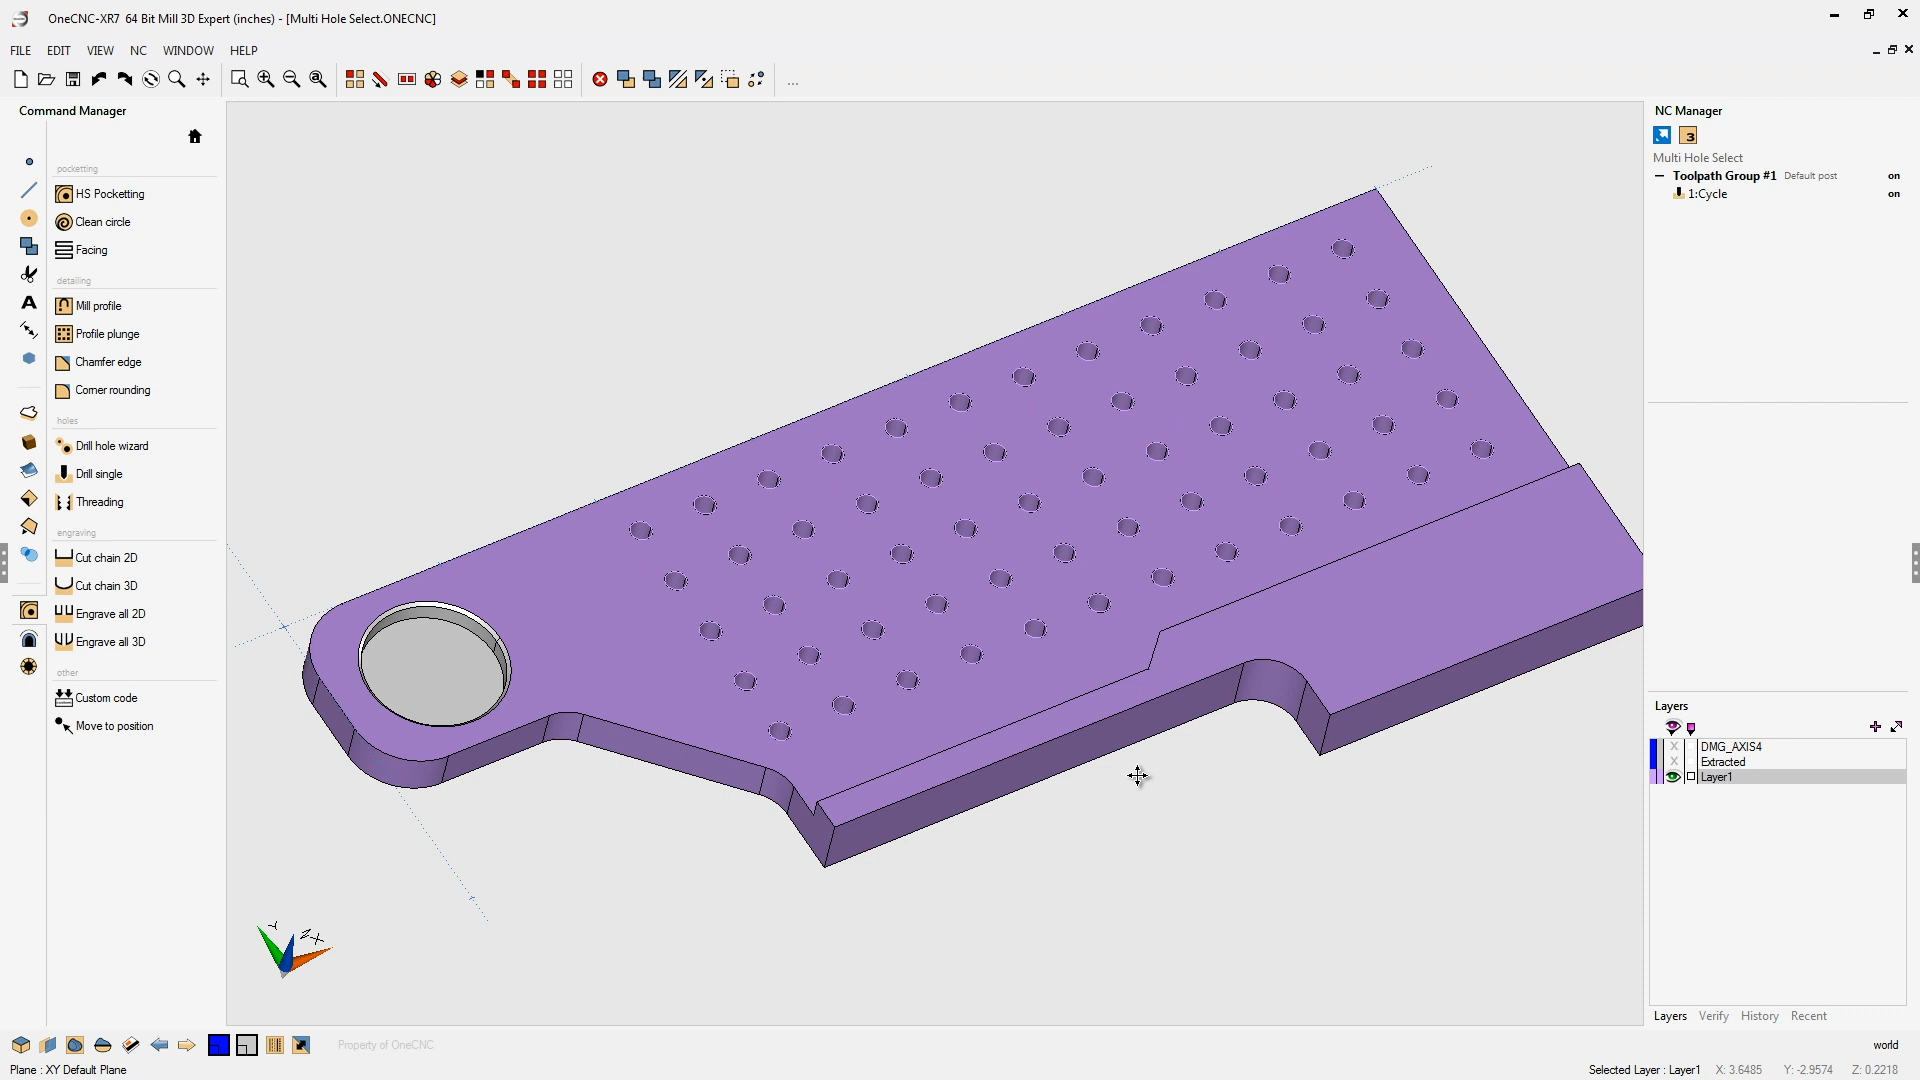 OneCNC-XR7 64 Bit Mill 3D Expert (inches) - [Multi Hole Select.ONECNC]
FILE EDIT VIEW NC WINDOW HELP
...
Command Manager
pocketting
HS Pocketting
Clean circle
Facing
detailing
Mill profile
Profile plunge
Chamfer edge
Corner rounding
holes
Drill hole wizard
Drill single
Threading
engraving
Cut chain 2D
Cut chain 3D
Engrave all 2D
Engrave all 3D
other
Custom code
Move to position
Y Z X
NC Manager
3
Multi Hole Select
Toolpath Group #1 Default post on
1:Cycle on
Layers
X DMG_AXIS4
X Extracted
Layer1
Layers Verify History Recent
Property of OneCNC
world
Plane : XY Default Plane
Selected Layer : Layer1 X: 3.6485 Y: -2.9574 Z: 0.2218